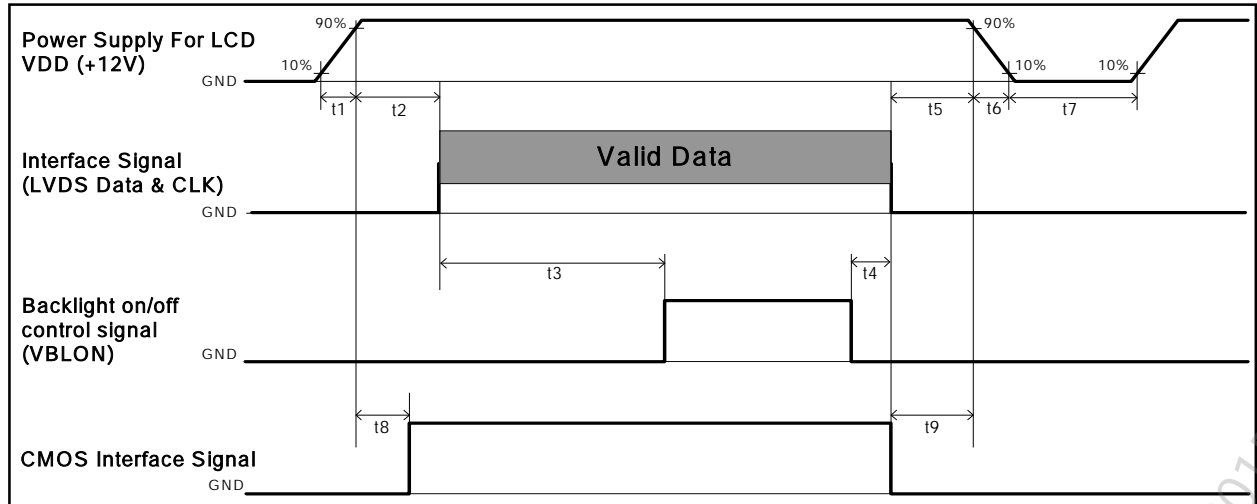 Power Supply For LCD
VDD (+12V)
90%
90%
10%
10%
10%
GND
t1
t2
t5
t6
t7
Interface Signal
(LVDS Data & CLK)
Valid Data
GND
t3
t4
Backlight on/off
control signal
(VBLON)
GND
t8
t9
CMOS Interface Signal
GND